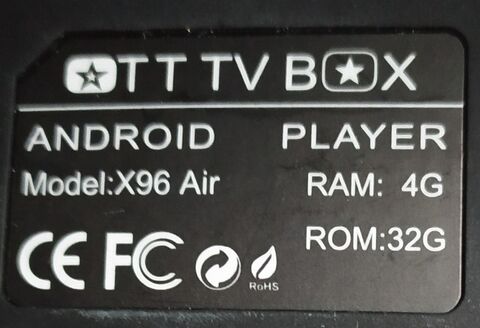 OTT TV BOX
ANDROID PLAYER
Model:X96 Air RAM: 4G
ROM:32G
CE FC RoHS